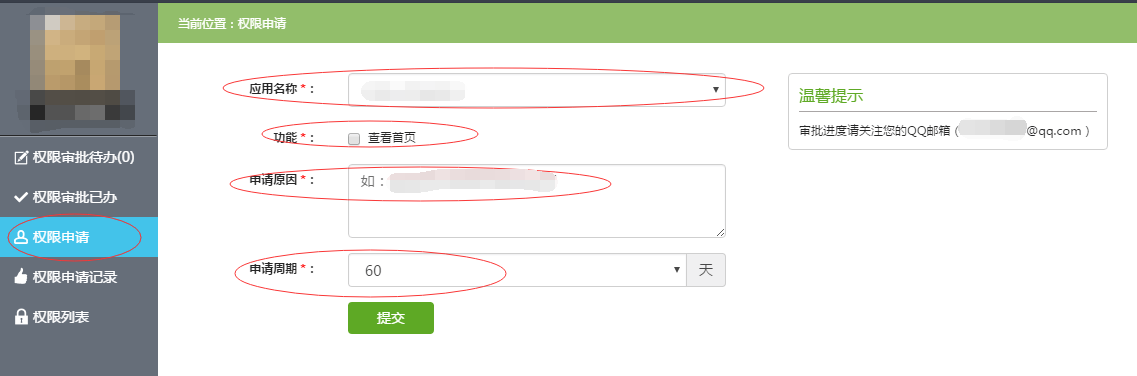 当前位置：权限申请
权限审批待办(0)
权限审批已办
权限申请
权限申请记录
权限列表
应用名称 *：
功能 *： 查看首页
申请原因 *： 如：
申请周期 *： 60 天
提交
温馨提示
审批进度请关注您的QQ邮箱 ( @qq.com )